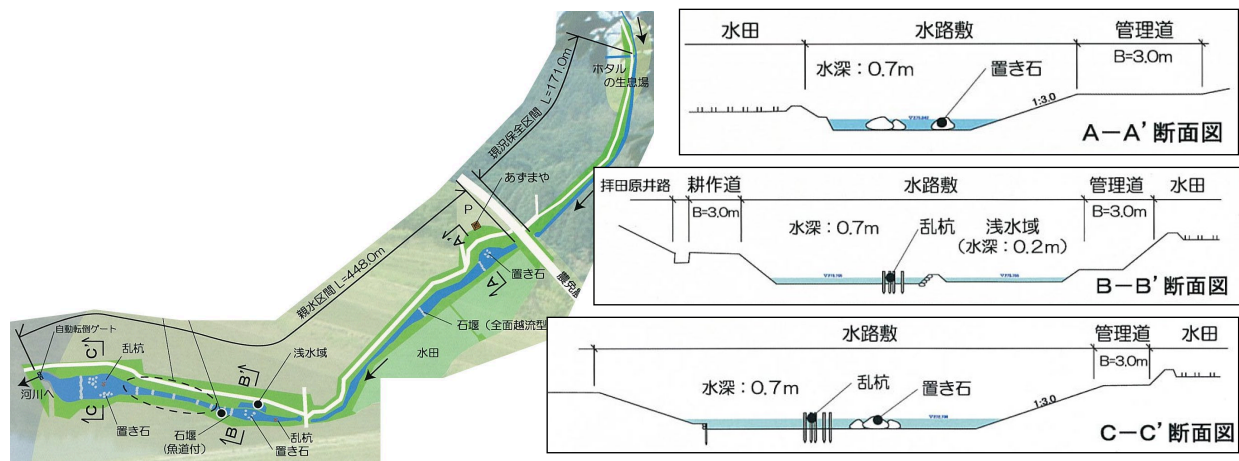 現況保全区間 L=171.0m
ホタル
の生息場
あずまや
P
親水区間 L=448.0m
A'
A
置き石
石堰（全面越流型
水田
自動転倒ゲート
C'
乱杭
B'
浅水域
河川へ
C
置き石
石堰
(魚道付)
B
乱杭
置き石
水田
水路敷
管理道
B=3.0m
水深：0.7m
置き石
1:3.0
A－A'断面図
拝田原井路
耕作道
水路敷
管理道
水田
B=3.0m
B=3.0m
水深：0.7m
乱杭
浅水域
(水深：0.2m)
B－B'断面図
水路敷
管理道
水田
B=3.0m
水深：0.7m
乱杭
置き石
1:3.0
C－C'断面図